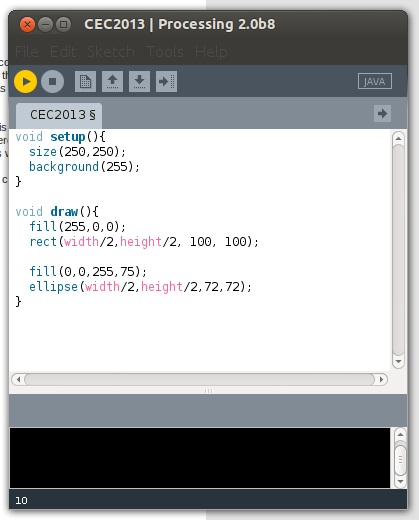 CEC2013 | Processing 2.0b8
File Edit Sketch Tools Help
JAVA
CEC2013 §
void setup(){
  size(250,250);
  background(255);
}
void draw(){
  fill(255,0,0);
  rect(width/2,height/2, 100, 100);
  fill(0,0,255,75);
  ellipse(width/2,height/2,72,72);
}
10